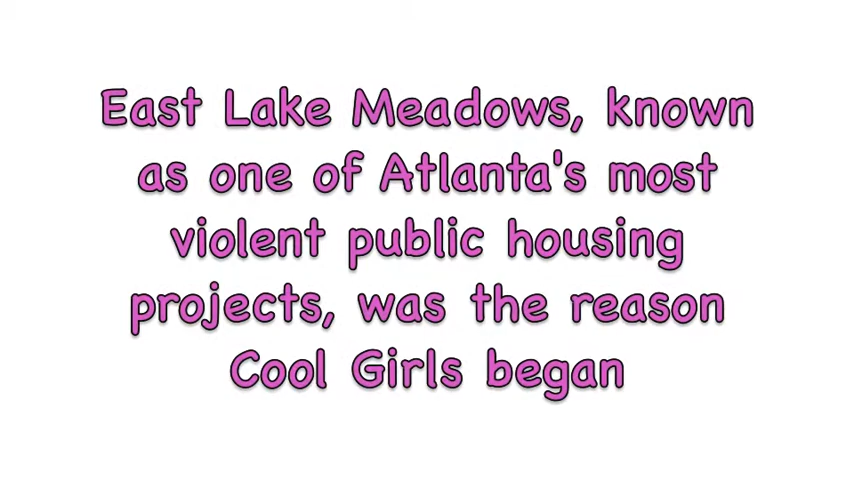 East Lake Meadows, known
as one of Atlanta's most
violent public housing
projects, was the reason
Cool Girls began